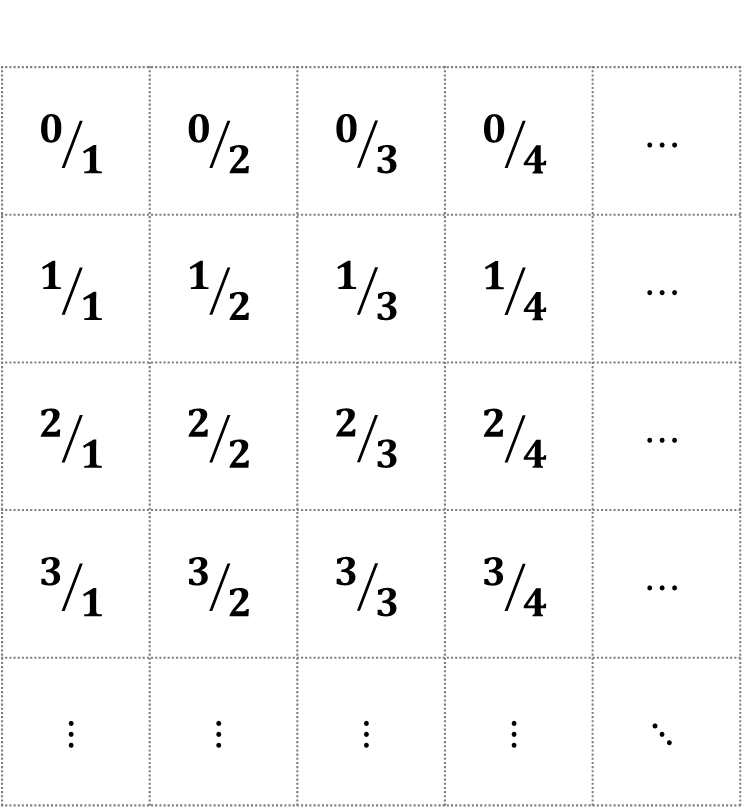 0/1 0/2 0/3 0/4 ⋯
1/1 1/2 1/3 1/4 ⋯
2/1 2/2 2/3 2/4 ⋯
3/1 3/2 3/3 3/4 ⋯
⋮ ⋮ ⋮ ⋮ ⋱